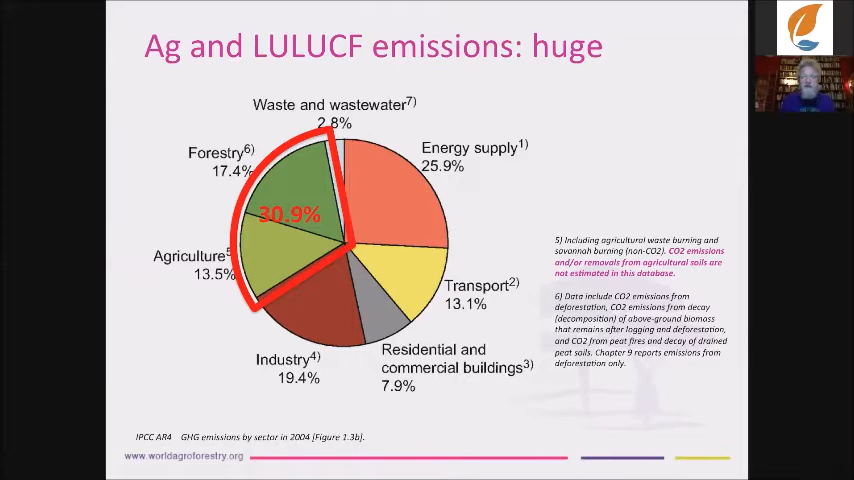 Ag and LULUCF emissions: huge
Waste and wastewater7)
2.8%
Forestry6)
17.4%
Energy supply1)
25.9%
30.9%
Agriculture5
13.5%
Transport2)
13.1%
Industry4)
19.4%
Residential and
commercial buildings3)
7.9%
5) Including agricultural waste burning and
savannah burning (non-CO2). CO2 emissions
and/or removals from agricultural soils are
not estimated in this database.
6) Data include CO2 emissions from
deforestation, CO2 emissions from decay
(decomposition) of above-ground biomass
that remains after logging and deforestation,
and CO2 from peat fires and decay of drained
peat soils. Chapter 9 reports emissions from
deforestation only.
IPCC AR4 GHG emissions by sector in 2004 [Figure 1.3b].
www.worldagroforestry.org